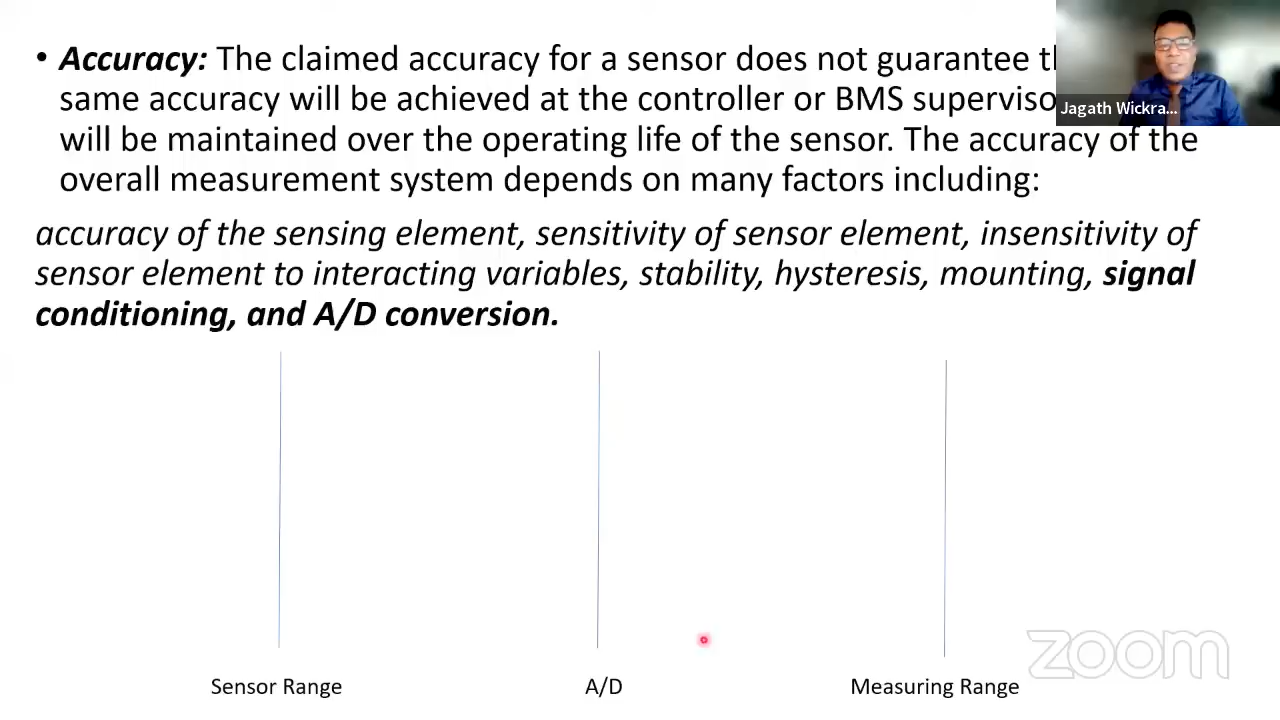 • Accuracy: The claimed accuracy for a sensor does not guarantee
same accuracy will be achieved at the controller or BMS
will be maintained over the operating life of the sensor. The accuracy of the
overall measurement system depends on many factors including:
accuracy of the sensing element, sensitivity of sensor element, insensitivity of
sensor element to interacting variables, stability, hysteresis, mounting, signal
conditioning, and A/D conversion.
Jagath Wickra...
Sensor Range
A/D
Measuring Range
zoom